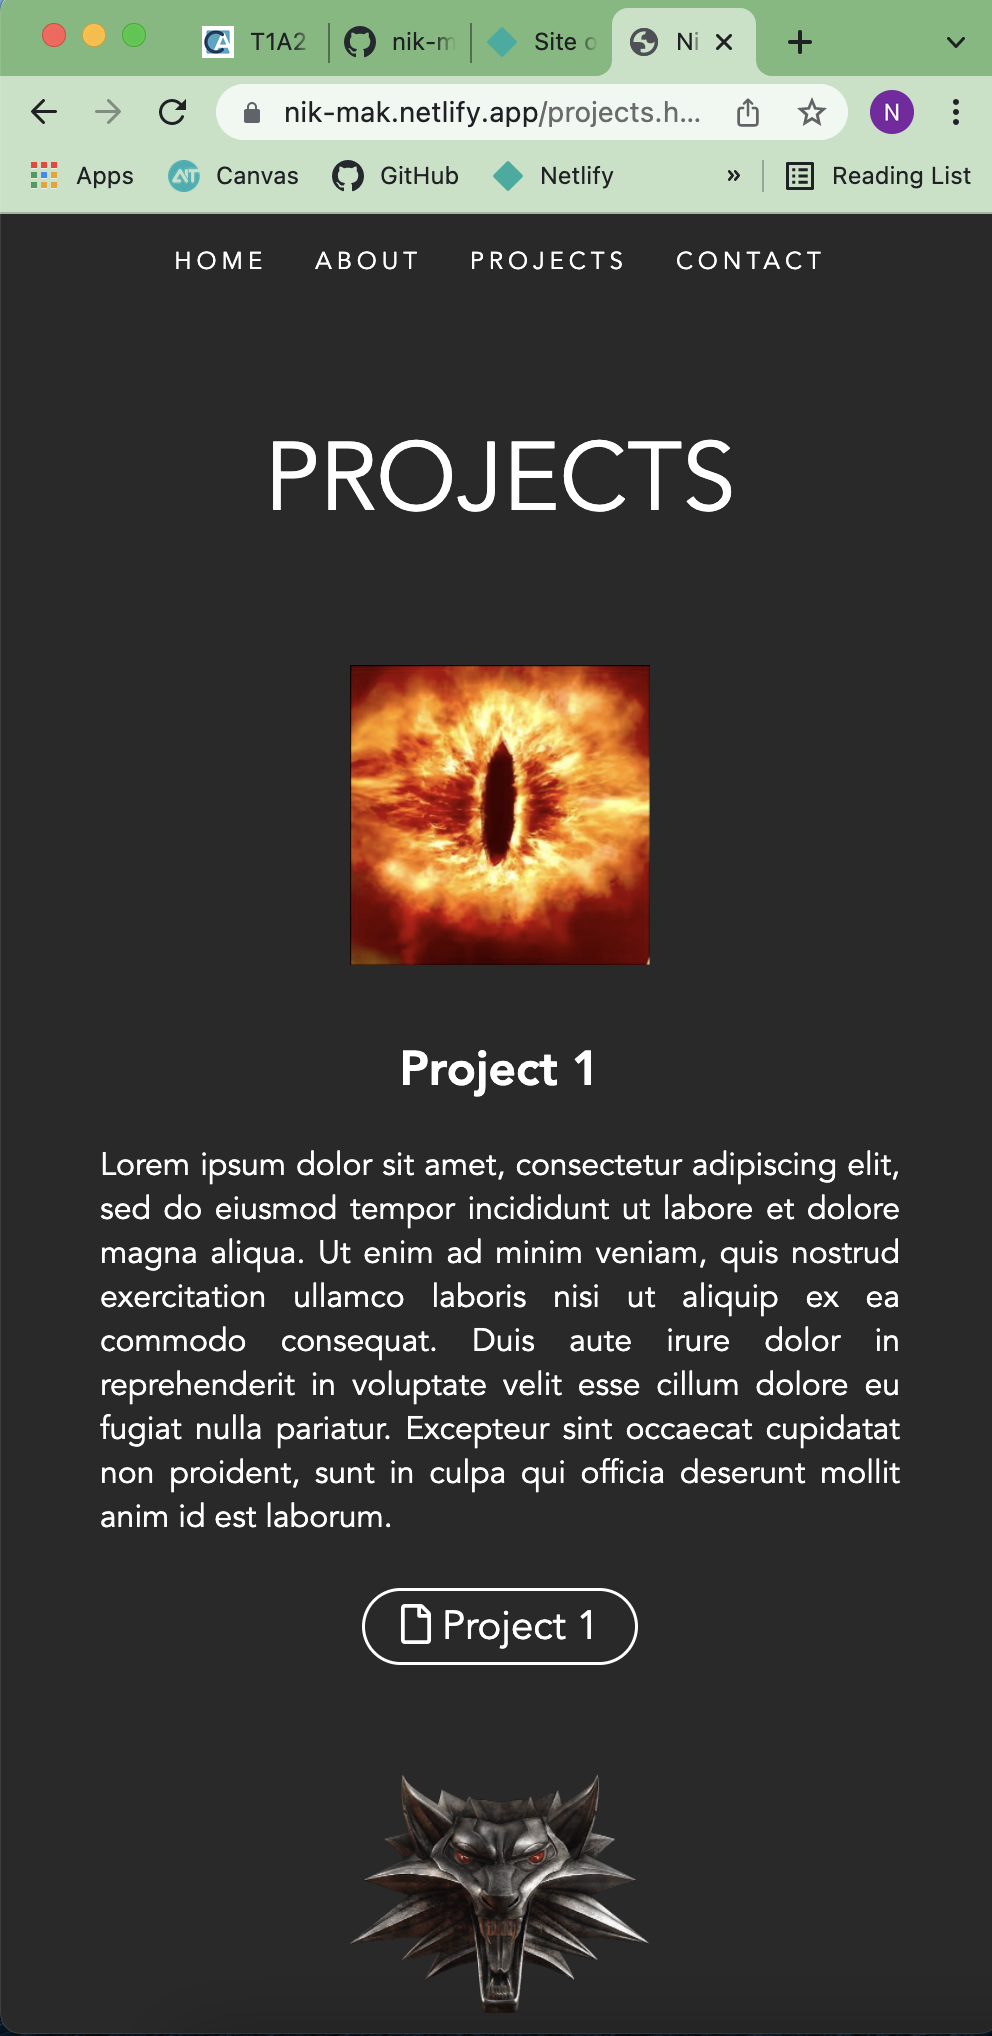 T1A2
nik-m
Site o
Ni
nik-mak.netlify.app/projects.h...
N
Apps
Canvas
GitHub
Netlify
»
Reading List
HOME
ABOUT
PROJECTS
CONTACT
PROJECTS
Project 1
Lorem ipsum dolor sit amet, consectetur adipiscing elit,
sed do eiusmod tempor incididunt ut labore et dolore
magna aliqua. Ut enim ad minim veniam, quis nostrud
exercitation ullamco laboris nisi ut aliquip ex ea
commodo consequat. Duis aute irure dolor in
reprehenderit in voluptate velit esse cillum dolore eu
fugiat nulla pariatur. Excepteur sint occaecat cupidatat
non proident, sunt in culpa qui officia deserunt mollit
anim id est laborum.
Project 1